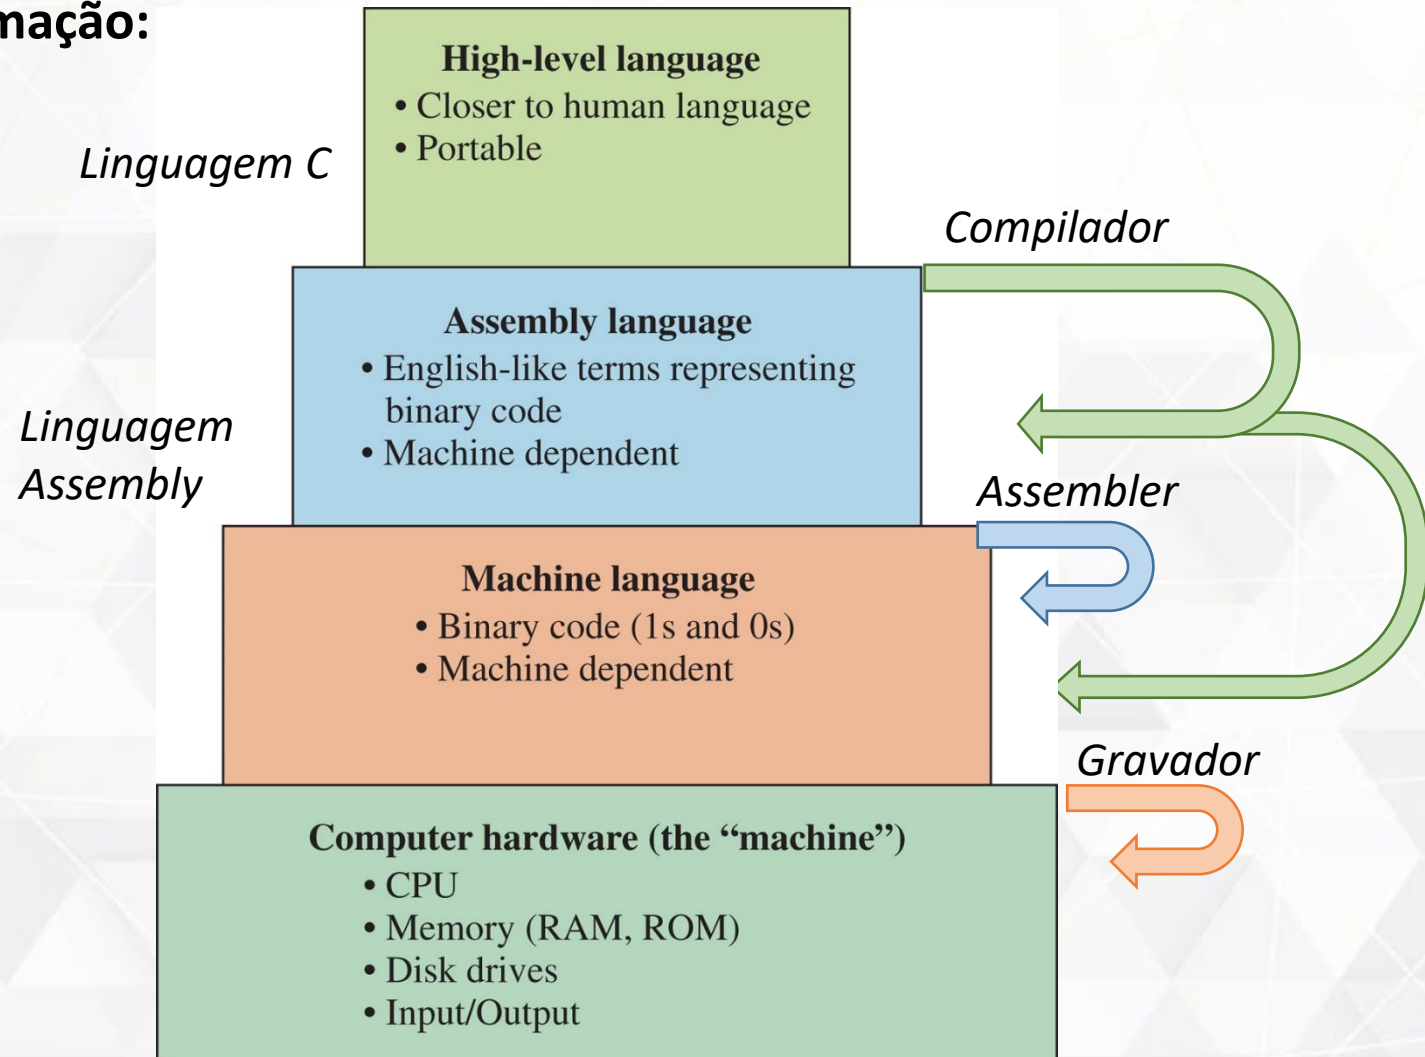 mação:
High-level language
• Closer to human language
• Portable
Linguagem C
Compilador
Assembly language
• English-like terms representing
binary code
• Machine dependent
Linguagem
Assembly
Assembler
Machine language
• Binary code (1s and 0s)
• Machine dependent
Gravador
Computer hardware (the “machine”)
• CPU
• Memory (RAM, ROM)
• Disk drives
• Input/Output